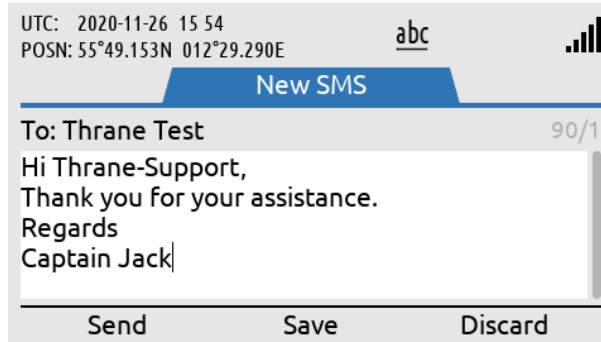 UTC: 2020-11-26 15 54
POSN: 55°49.153N 012°29.290E
abc
New SMS
To: Thrane Test 90/1
Hi Thrane-Support,
Thank you for your assistance.
Regards
Captain Jack
Send Save Discard